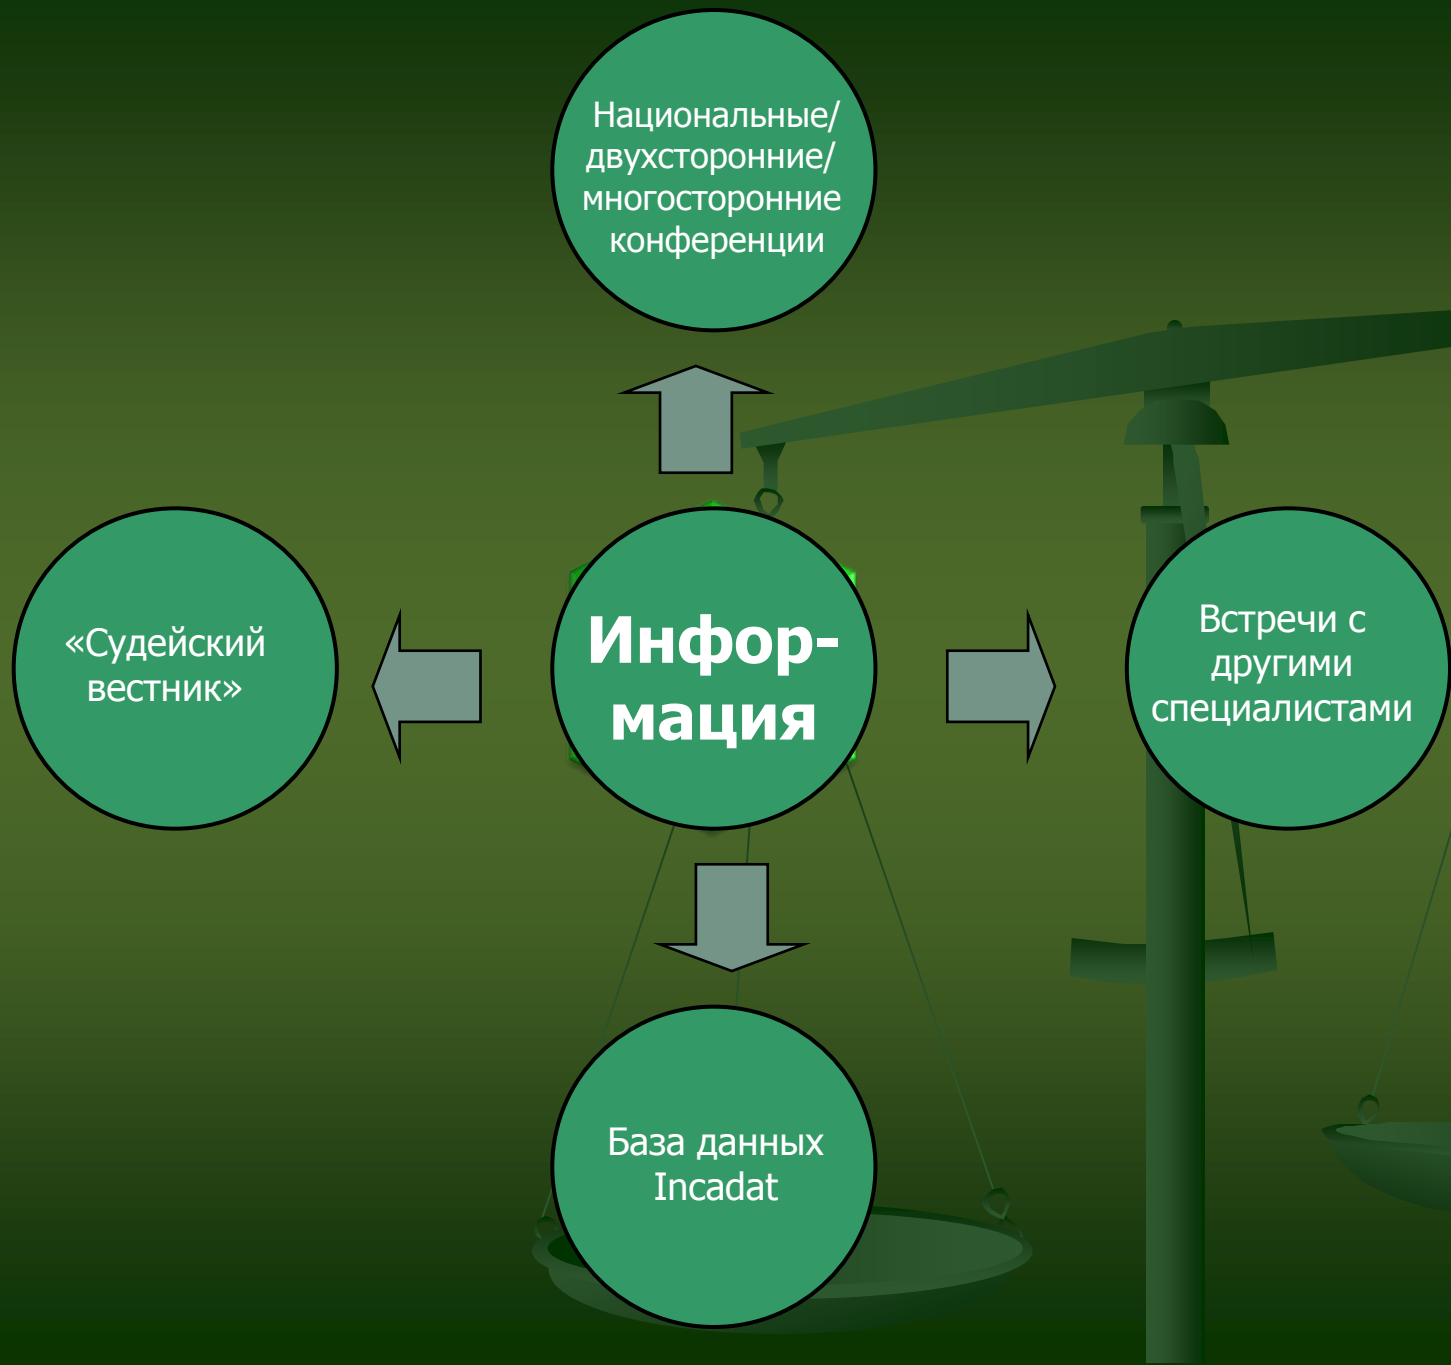 Национальные/
двухсторонние/
многосторонние
конференции
«Судейский
вестник»
Инфор-
мация
Встречи с
другими
специалистами
База данных
Incadat